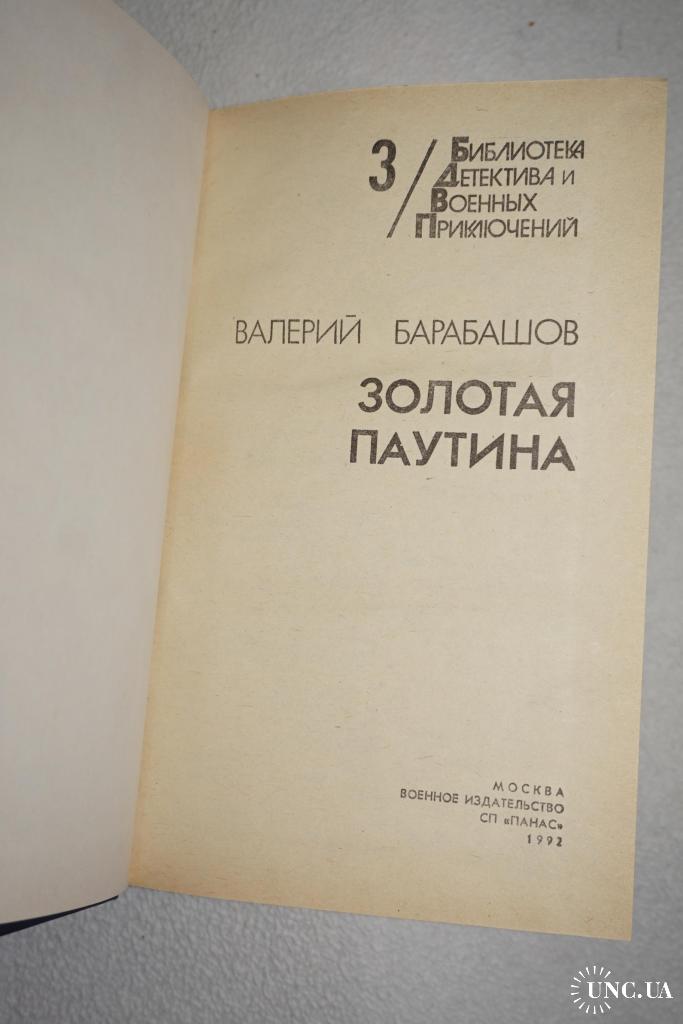 3/ БИБЛИОТЕКА
ДЕТЕКТИВА И
ВОЕННЫХ
ПРИКЛЮЧЕНИЙ
ВАЛЕРИЙ БАРАБАШОВ
ЗОЛОТАЯ
ПАУТИНА
МОСКВА
ВОЕННОЕ ИЗДАТЕЛЬСТВО
СП «ПАНАС»
1992
UNC.UA